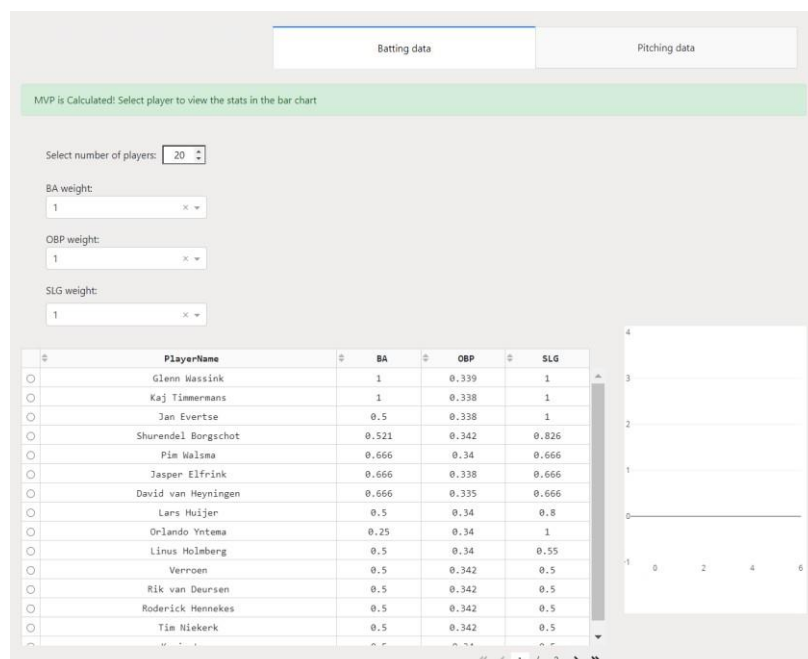 Batting data Pitching data
MVP is Calculated! Select player to view the stats in the bar chart
Select number of players: 20
BA weight:
1
OBP weight:
1
SLG weight:
1
PlayerName BA OBP SLG
Glenn Wassink 1 0.339 1
Kaj Timmermans 1 0.338 1
Jan Evertse 0.5 0.338 1
Shurendel Borgschot 0.521 0.342 0.826
Pim Walsma 0.666 0.34 0.666
Jasper Elfrink 0.666 0.338 0.666
David van Heyningen 0.666 0.335 0.666
Lars Huijer 0.5 0.34 0.8
Orlando Yntema 0.25 0.34 1
Linus Holmberg 0.5 0.34 0.55
Verroen 0.5 0.342 0.5
Rik van Deursen 0.5 0.342 0.5
Roderick Hennekes 0.5 0.342 0.5
Tim Niekerk 0.5 0.342 0.5
4
3
2
1
0
-1
0 2 4 6